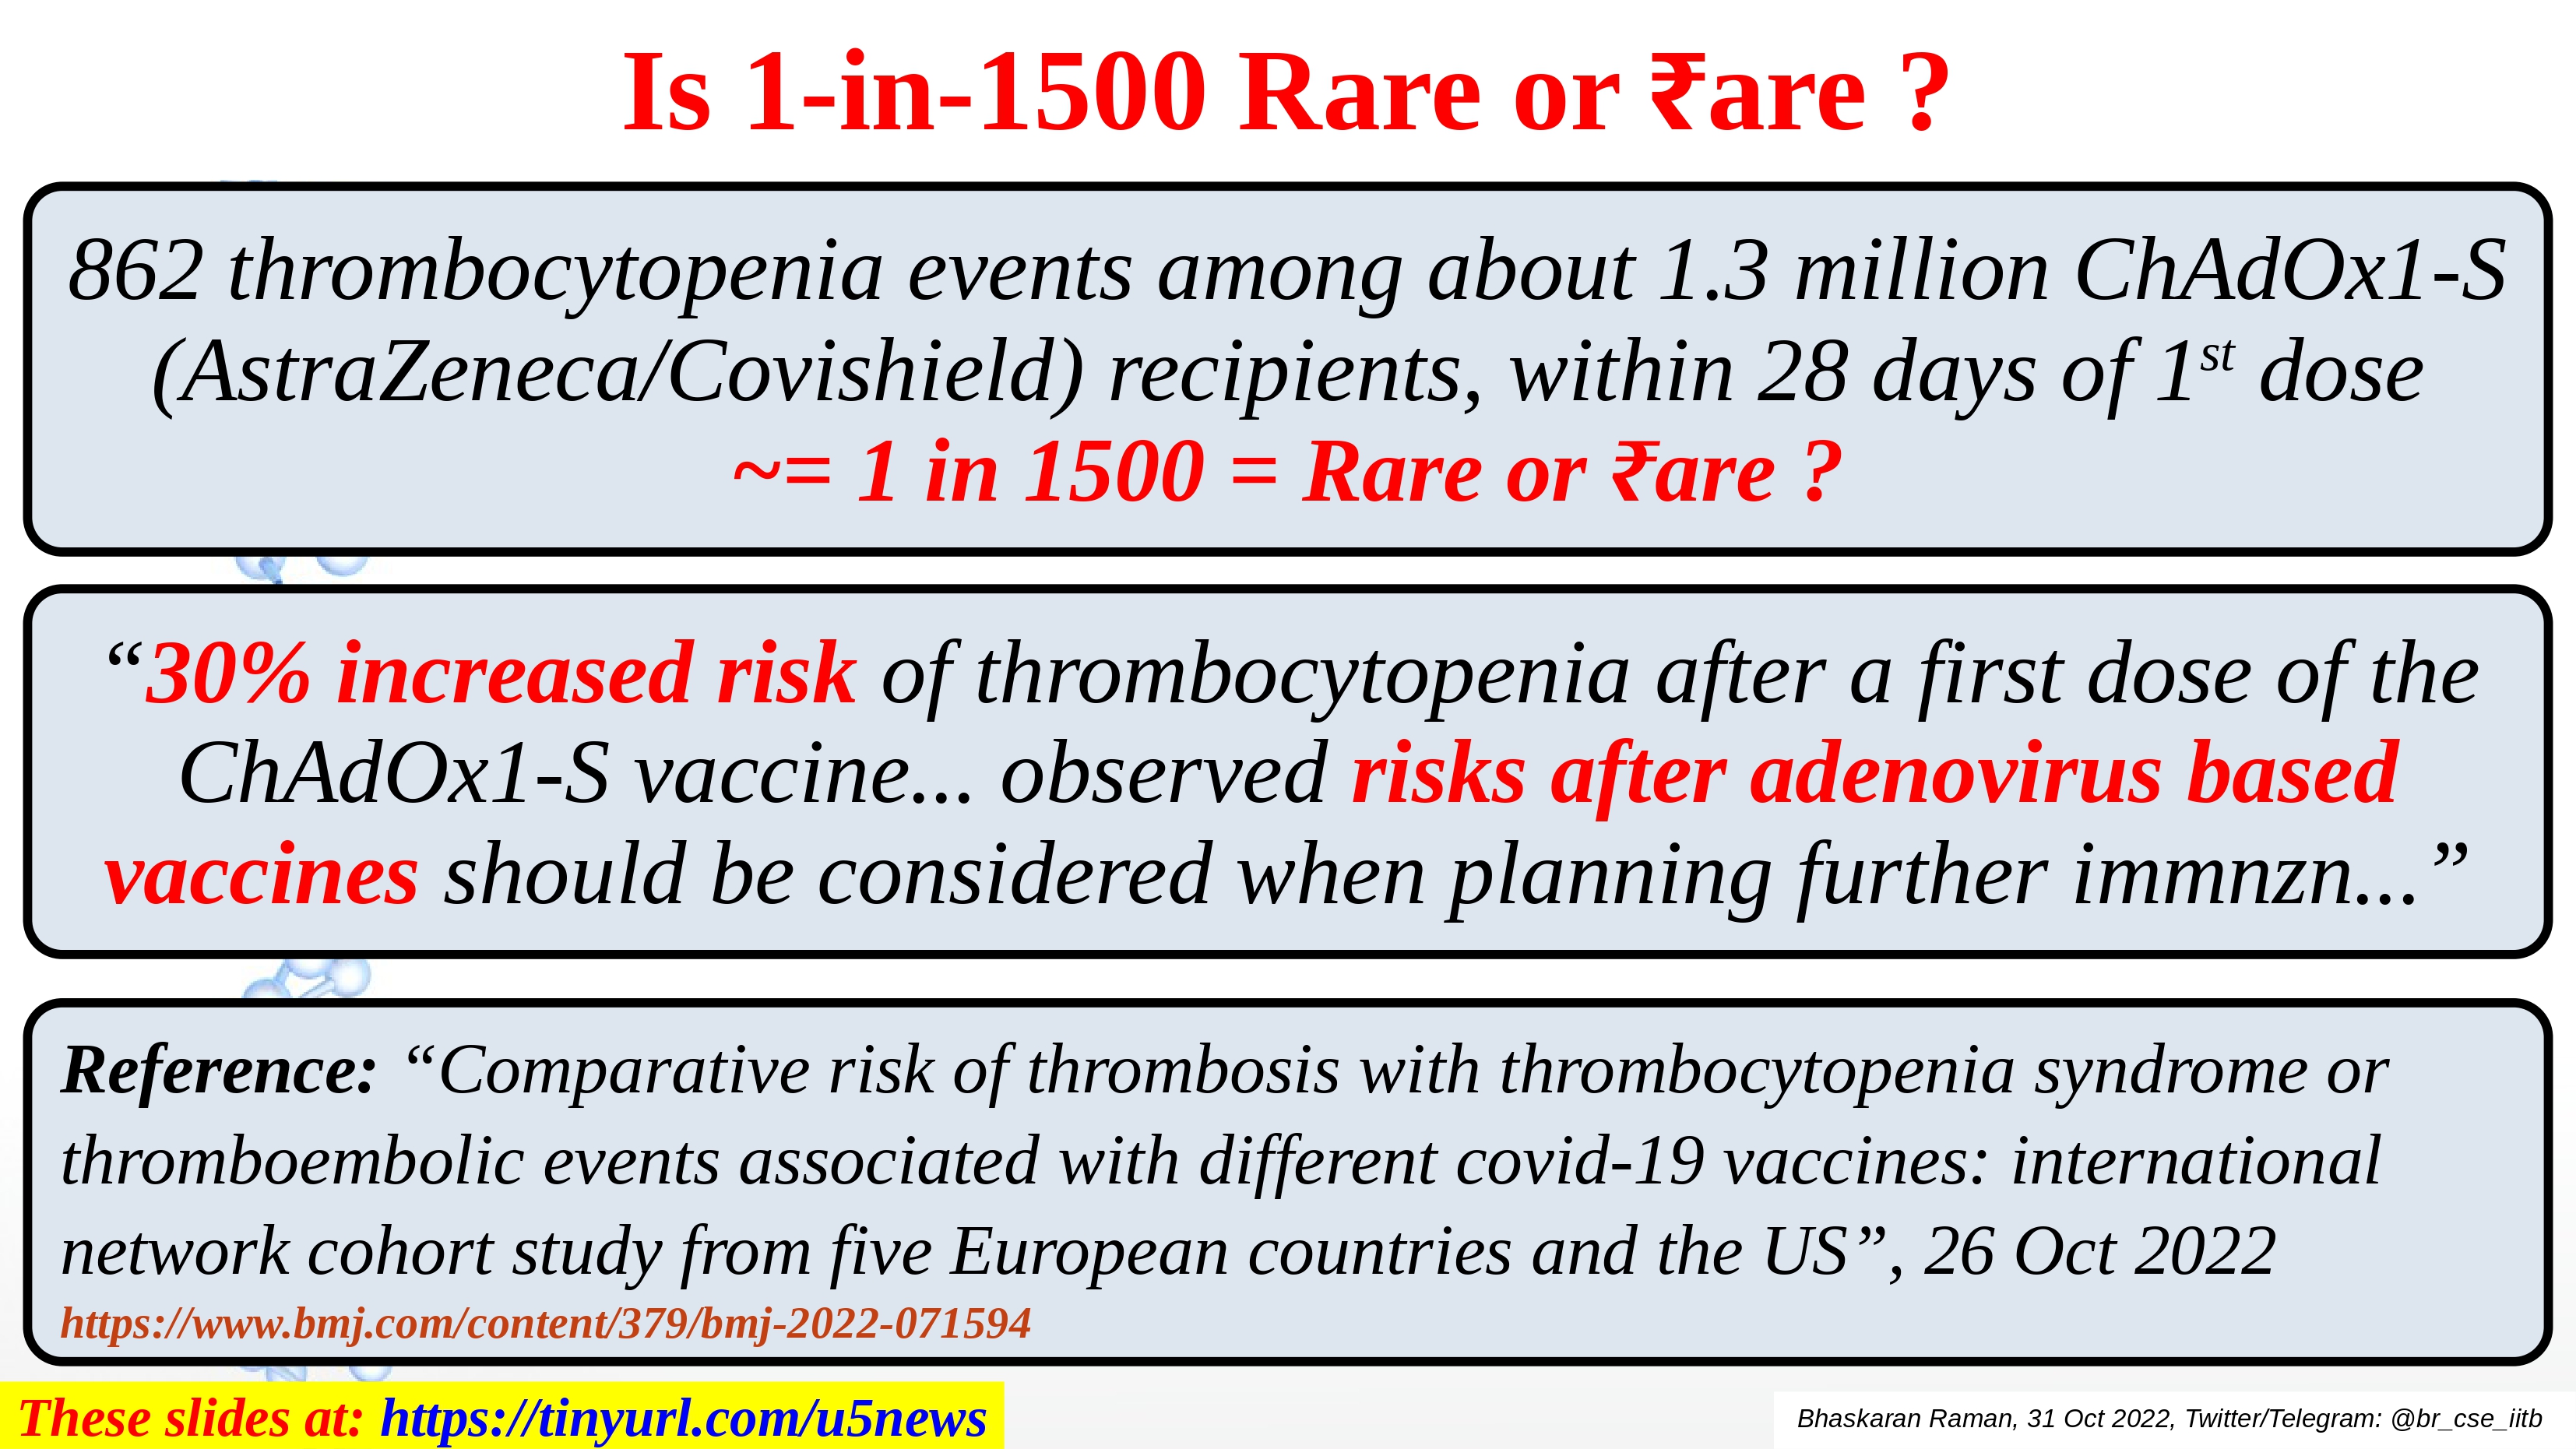 Is 1-in-1500 Rare or ₹are ?
862 thrombocytopenia events among about 1.3 million ChAdOx1-S
(AstraZeneca/Covishield) recipients, within 28 days of 1st dose
~= 1 in 1500 = Rare or ₹are ?
“30% increased risk of thrombocytopenia after a first dose of the
ChAdOx1-S vaccine... observed risks after adenovirus based
vaccines should be considered when planning further immnzn...”
Reference: “Comparative risk of thrombosis with thrombocytopenia syndrome or
thromboembolic events associated with different covid-19 vaccines: international
network cohort study from five European countries and the US”, 26 Oct 2022
https://www.bmj.com/content/379/bmj-2022-071594
These slides at: https://tinyurl.com/u5news
Bhaskaran Raman, 31 Oct 2022, Twitter/Telegram: @br_cse_iitb